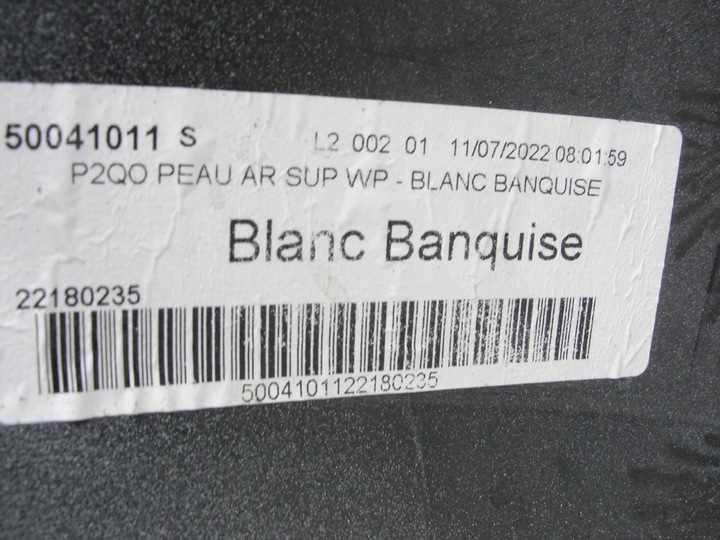 50041011 S L2 002 01 11/07/2022 08:01:59
P2QO PEAU AR SUP WP - BLANC BANQUISE
Blanc Banquise
22180235
5004101122180235